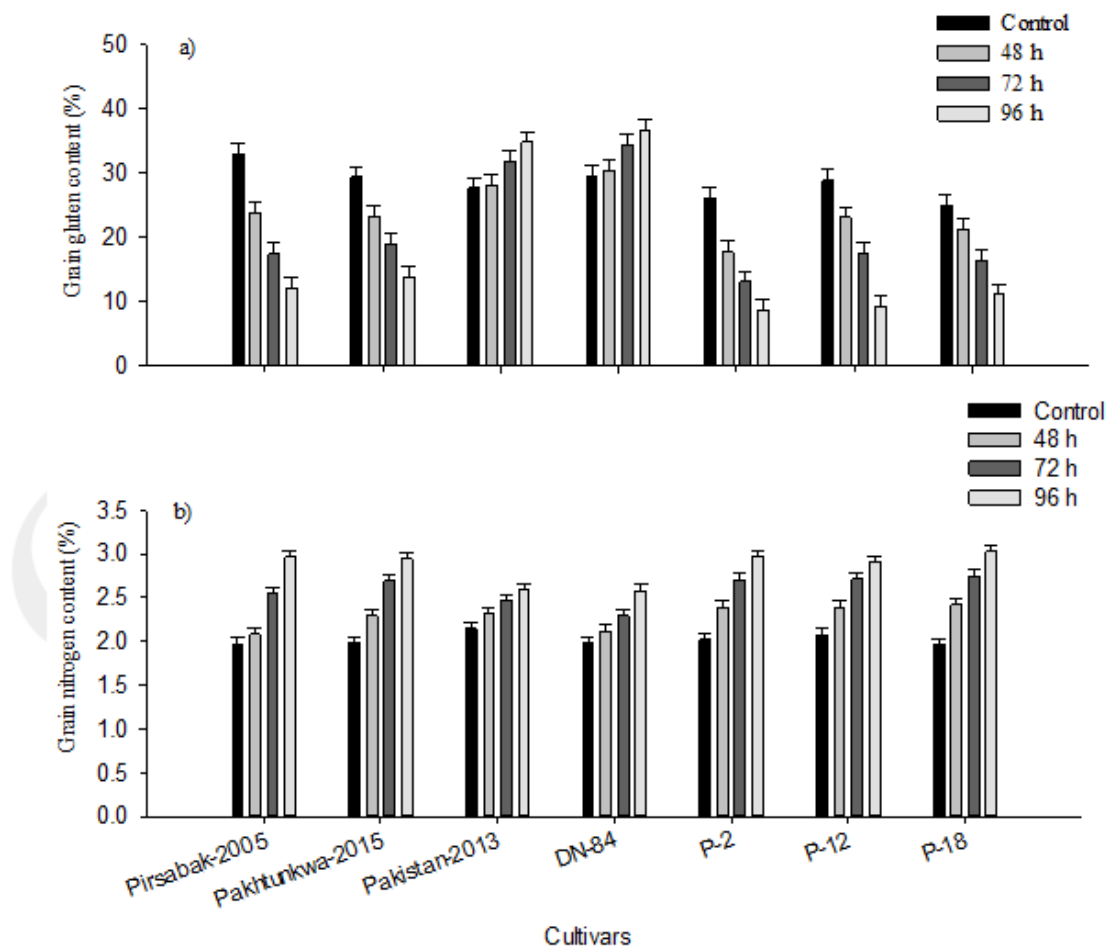 Control
48 h
72 h
96 h
a)
50
40
30
20
10
0
Grain gluten content (%)
Control
48 h
72 h
96 h
b)
3.5
3.0
2.5
2.0
1.5
1.0
0.5
0.0
Grain nitrogen content (%)
Pirsabak-2005
Pakhtunkwa-2015
Pakistan-2013
DN-84
P-2
P-12
P-18
Cultivars